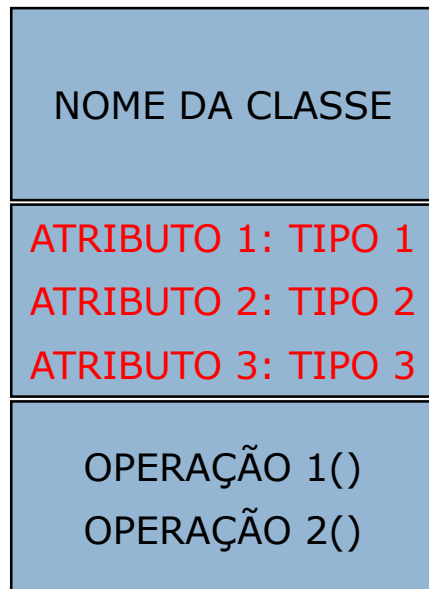 NOME DA CLASSE
ATRIBUTO 1: TIPO 1
ATRIBUTO 2: TIPO 2
ATRIBUTO 3: TIPO 3
OPERAÇÃO 1()
OPERAÇÃO 2()